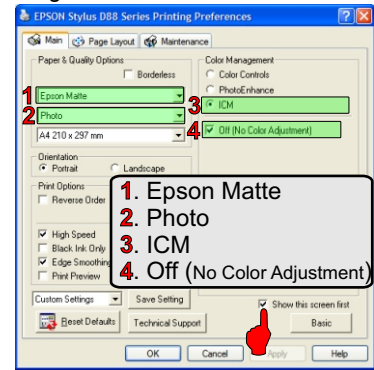 EPSON Stylus D88 Series Printing Preferences
Main Page Layout Maintenance
Paper & Quality Options
Borderless
1 Epson Matte
2 Photo
A4 210 x 297 mm
Orientation
Portrait Landscape
Print Options
Reverse Order
High Speed
Black Ink Only
Edge Smoothing
Print Preview
Color Management
Color Controls
PhotoEnhance
3 ICM
4 Off (No Color Adjustment)
1. Epson Matte
2. Photo
3. ICM
4. Off (No Color Adjustment)
Custom Settings Save Setting
Show this screen first
Reset Defaults Technical Support Basic
OK Cancel Apply Help